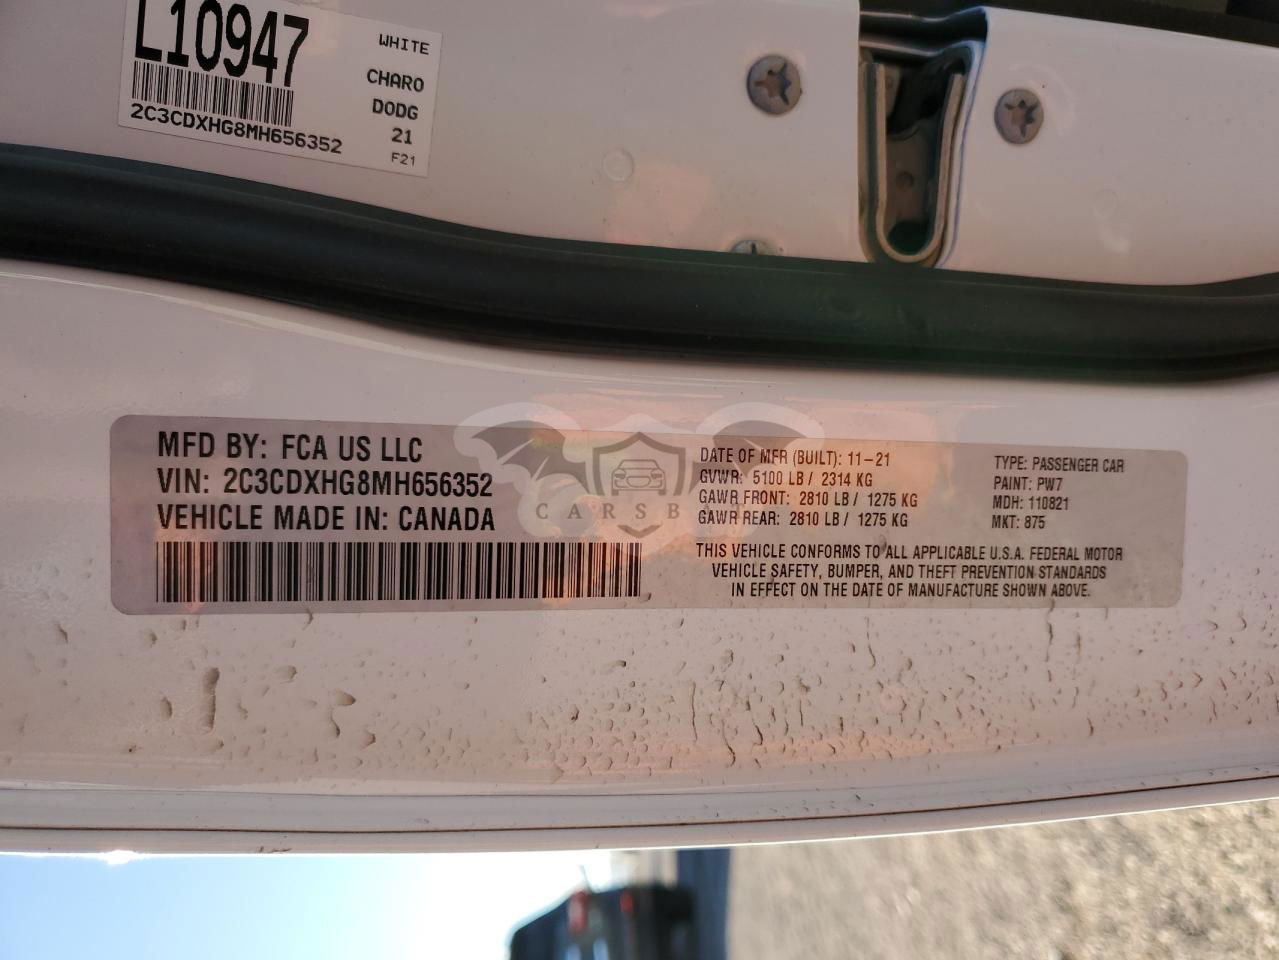 L10947
WHITE
CHARO
DODG
2C3CDXHG8MH656352
21
F21
MFD BY: FCA US LLC
VIN: 2C3CDXHG8MH656352
VEHICLE MADE IN: CANADA
DATE OF MFR (BUILT): 11-21
GVWR: 5100 LB / 2314 KG
GAWR FRONT: 2810 LB / 1275 KG
GAWR REAR: 2810 LB / 1275 KG
TYPE: PASSENGER CAR
PAINT: PW7
MDH: 110821
MKT: 875
THIS VEHICLE CONFORMS TO ALL APPLICABLE U.S.A. FEDERAL MOTOR
VEHICLE SAFETY, BUMPER, AND THEFT PREVENTION STANDARDS
IN EFFECT ON THE DATE OF MANUFACTURE SHOWN ABOVE.